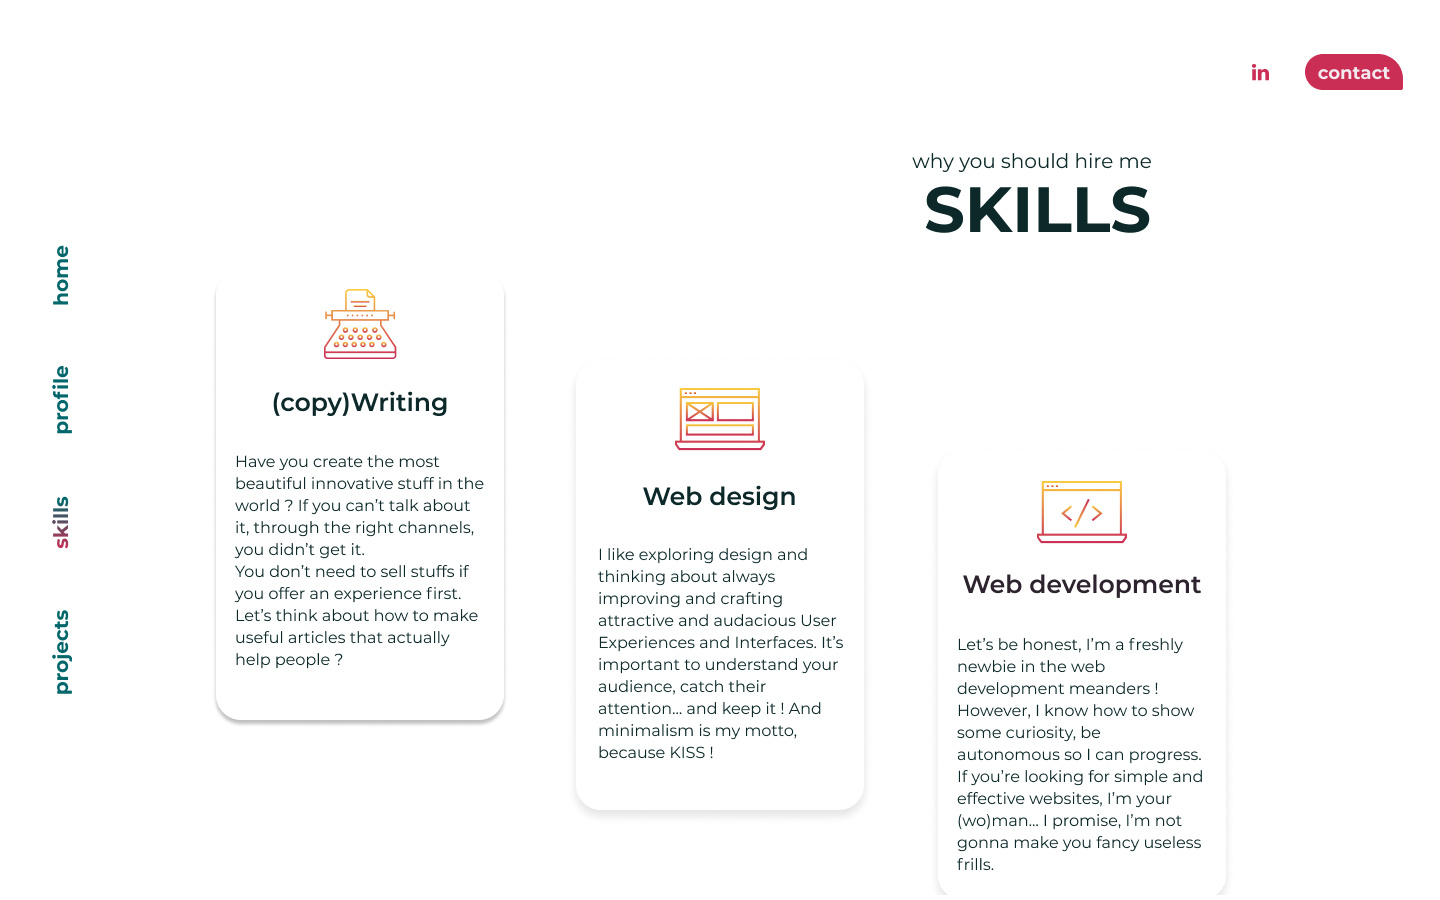 in
contact
why you should hire me
SKILLS
home
profile
skills
projects
(copy)Writing
Have you create the most
beautiful innovative stuff in the
world ? If you can’t talk about
it, through the right channels,
you didn’t get it.
You don’t need to sell stuffs if
you offer an experience first.
Let’s think about how to make
useful articles that actually
help people ?
Web design
I like exploring design and
thinking about always
improving and crafting
attractive and audacious User
Experiences and Interfaces. It’s
important to understand your
audience, catch their
attention... and keep it ! And
minimalism is my motto,
because KISS !
</>
Web development
Let’s be honest, I’m a freshly
newbie in the web
development meanders !
However, I know how to show
some curiosity, be
autonomous so I can progress.
If you’re looking for simple and
effective websites, I’m your
(wo)man... I promise, I’m not
gonna make you fancy useless
frills.